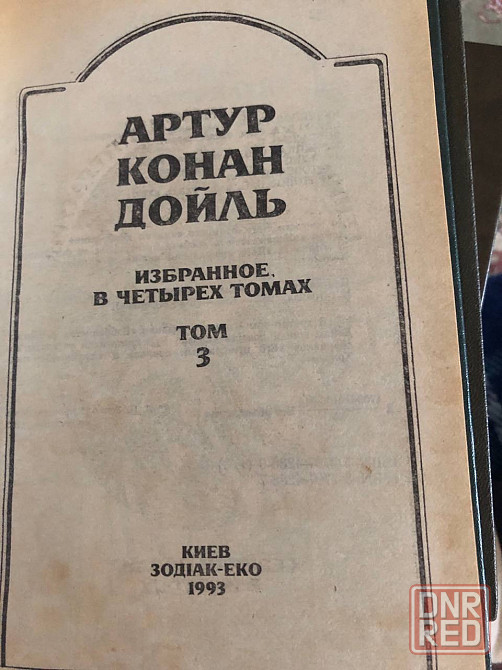 АРТУР
КОНАН
ДОЙЛЬ
ИЗБРАННОЕ
В ЧЕТЫРЕХ ТОМАХ
ТОМ
3
КИЕВ
ЗОДІАК-ЕКО
1993
DNR
RED